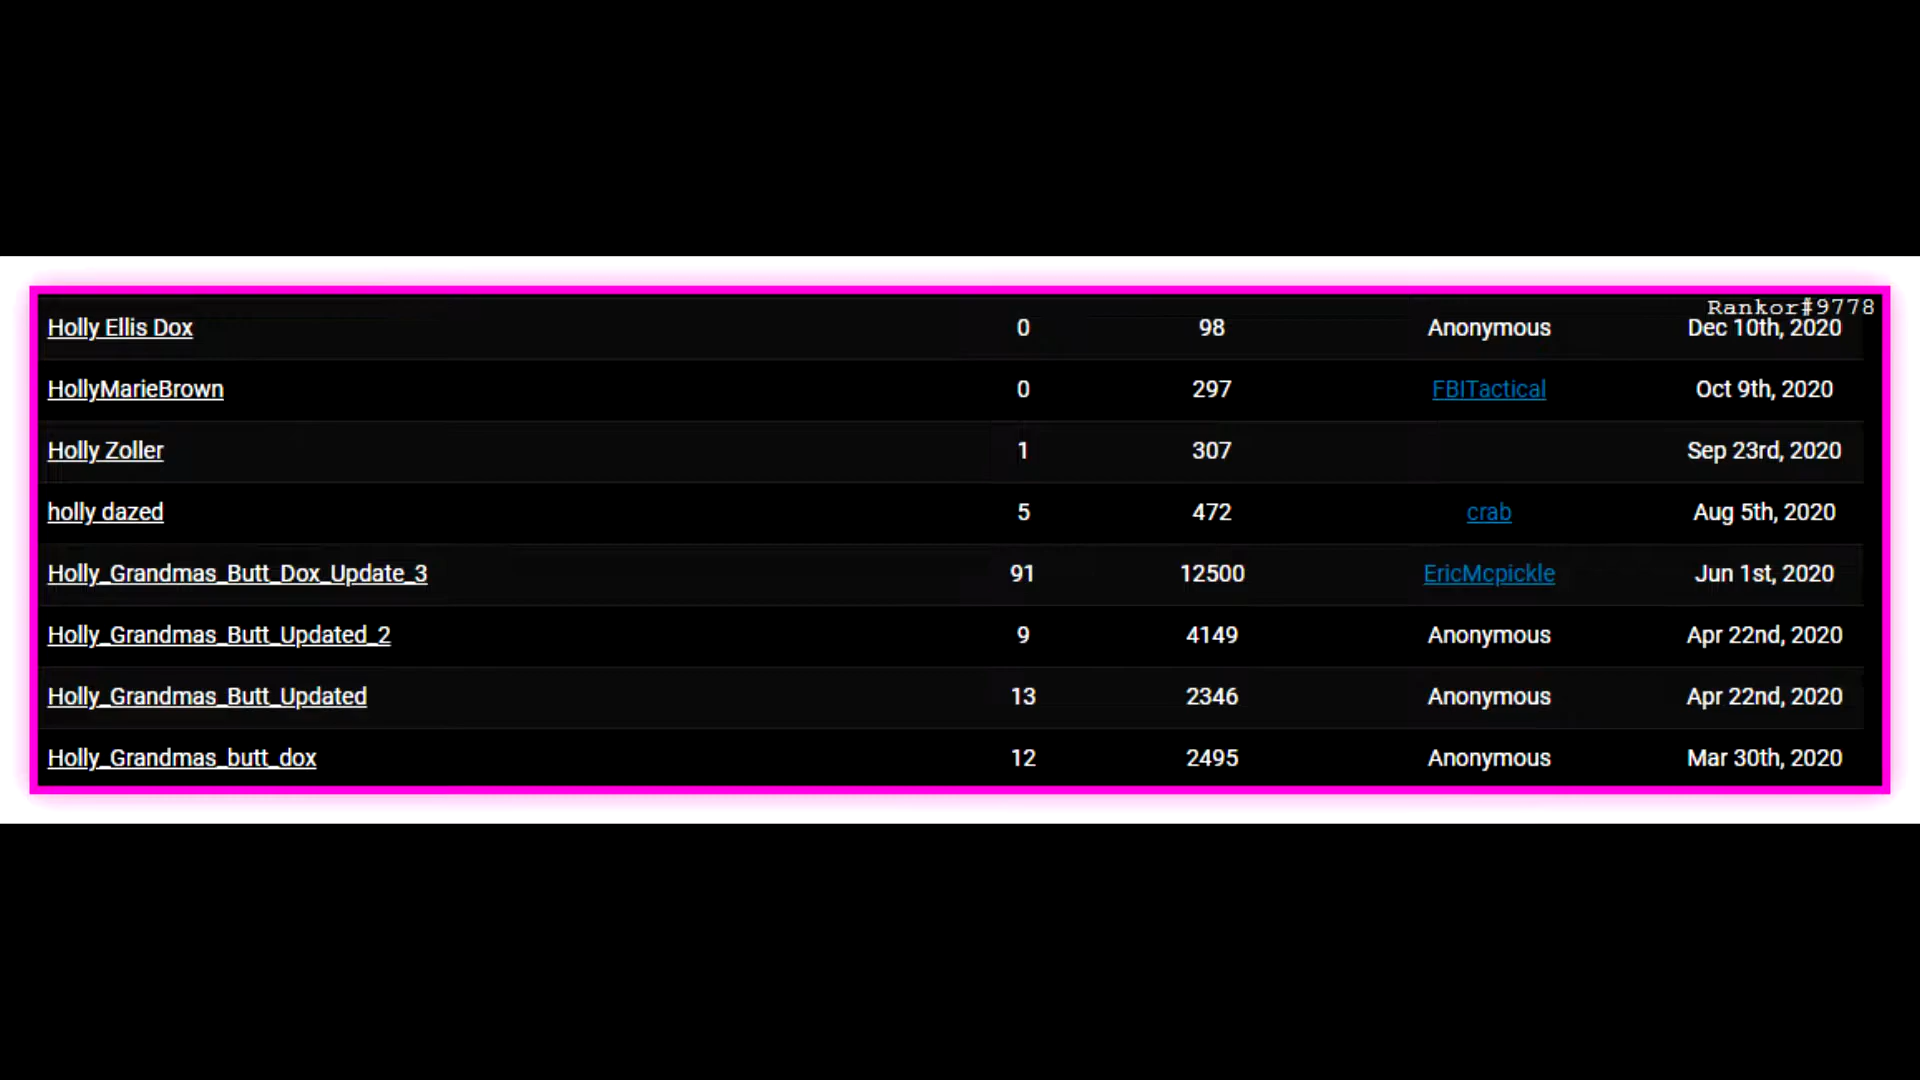 Rankor#9778
Holly Ellis Dox 0 98 Anonymous Dec 10th, 2020
HollyMarieBrown 0 297 FBITactical Oct 9th, 2020
Holly Zoller 1 307 Sep 23rd, 2020
holly dazed 5 472 crab Aug 5th, 2020
Holly_Grandmas_Butt_Dox_Update_3 91 12500 EricMcpickle Jun 1st, 2020
Holly_Grandmas_Butt_Updated_2 9 4149 Anonymous Apr 22nd, 2020
Holly_Grandmas_Butt_Updated 13 2346 Anonymous Apr 22nd, 2020
Holly_Grandmas_butt_dox 12 2495 Anonymous Mar 30th, 2020